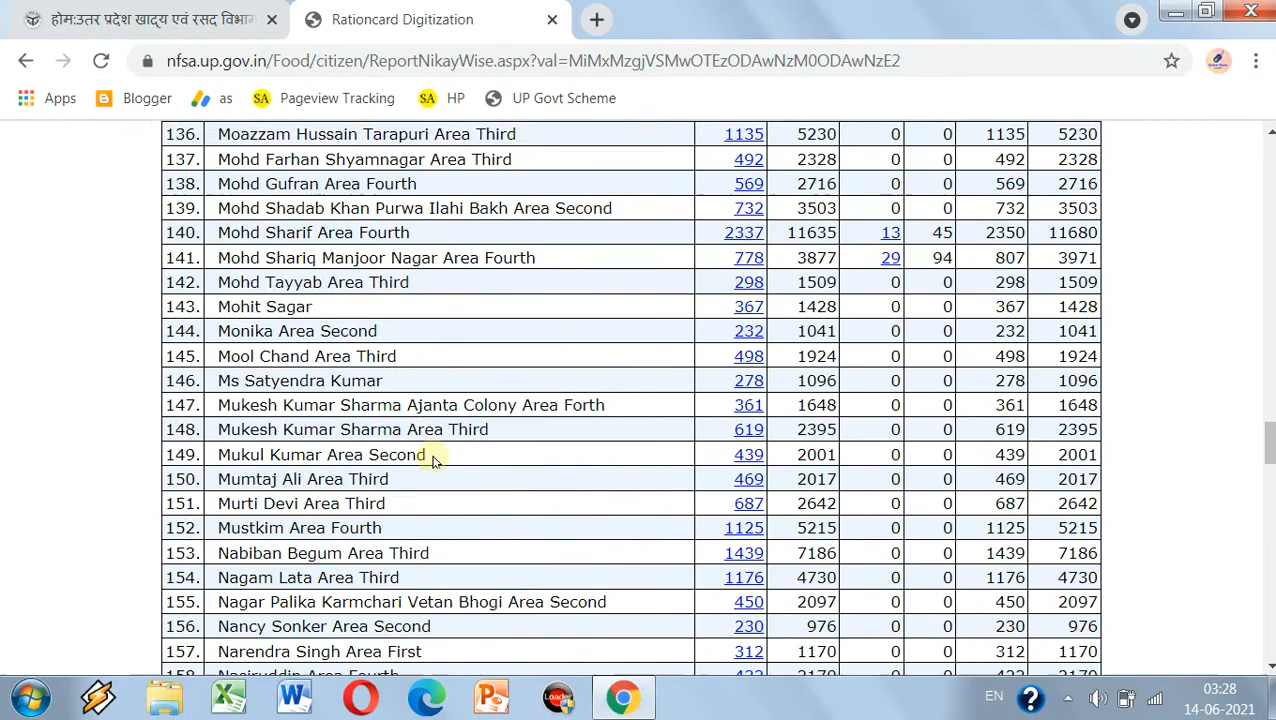 होम:उत्तर प्रदेश खाद्य एवं रसद विभाग
Rationcard Digitization
nfsa.up.gov.in/Food/citizen/ReportNikayWise.aspx?val=MiMxMzgjVSMwOTEzODAwNzM0ODAwNzE2
Apps Blogger as SA Pageview Tracking SA HP UP Govt Scheme
136. Moazzam Hussain Tarapuri Area Third 1135 5230 0 0 1135 5230
137. Mohd Farhan Shyamnagar Area Third 492 2328 0 0 492 2328
138. Mohd Gufran Area Fourth 569 2716 0 0 569 2716
139. Mohd Shadab Khan Purwa Ilahi Bakh Area Second 732 3503 0 0 732 3503
140. Mohd Sharif Area Fourth 2337 11635 13 45 2350 11680
141. Mohd Shariq Manjoor Nagar Area Fourth 778 3877 29 94 807 3971
142. Mohd Tayyab Area Third 298 1509 0 0 298 1509
143. Mohit Sagar 367 1428 0 0 367 1428
144. Monika Area Second 232 1041 0 0 232 1041
145. Mool Chand Area Third 498 1924 0 0 498 1924
146. Ms Satyendra Kumar 278 1096 0 0 278 1096
147. Mukesh Kumar Sharma Ajanta Colony Area Forth 361 1648 0 0 361 1648
148. Mukesh Kumar Sharma Area Third 619 2395 0 0 619 2395
149. Mukul Kumar Area Second 439 2001 0 0 439 2001
150. Mumtaj Ali Area Third 469 2017 0 0 469 2017
151. Murti Devi Area Third 687 2642 0 0 687 2642
152. Mustkim Area Fourth 1125 5215 0 0 1125 5215
153. Nabiban Begum Area Third 1439 7186 0 0 1439 7186
154. Nagam Lata Area Third 1176 4730 0 0 1176 4730
155. Nagar Palika Karmchari Vetan Bhogi Area Second 450 2097 0 0 450 2097
156. Nancy Sonker Area Second 230 976 0 0 230 976
157. Narendra Singh Area First 312 1170 0 0 312 1170
Loader
EN 03:28
14-06-2021